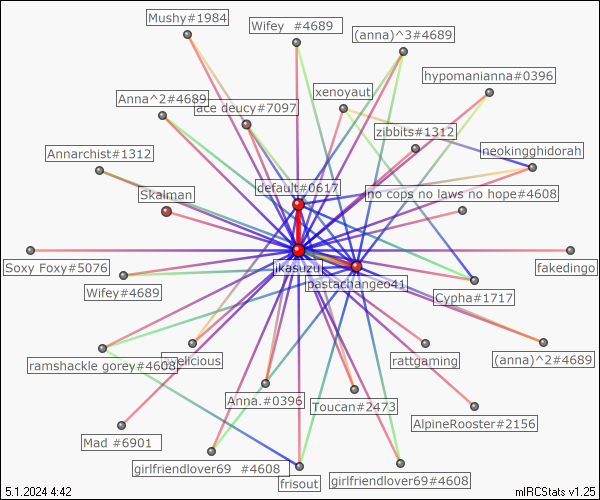 Mushy#1984
Wifey  #4689
(anna)^3#4689
hypomanianna#0396
xenoyaut
Anna^2#4689
ace deucy#7097
zibbits#1312
Annarchist#1312
neokingghidorah
default#0617
no cops no laws no hope#4608
Skaiman
Soxy Foxy#5076
jkasuzu
fakedingo
pastachangeo41
Wifey#4689
Cypha#1717
ramshackle gorey#4608
rattgaming
(anna)^2#4689
Anna.#0396
Toucan#2473
AlpineRooster#2156
Mad #6901
girlfriendlover69  #4608
frisout
girlfriendlover69#4608
5.1.2024 4:42
mIRCStats v1.25